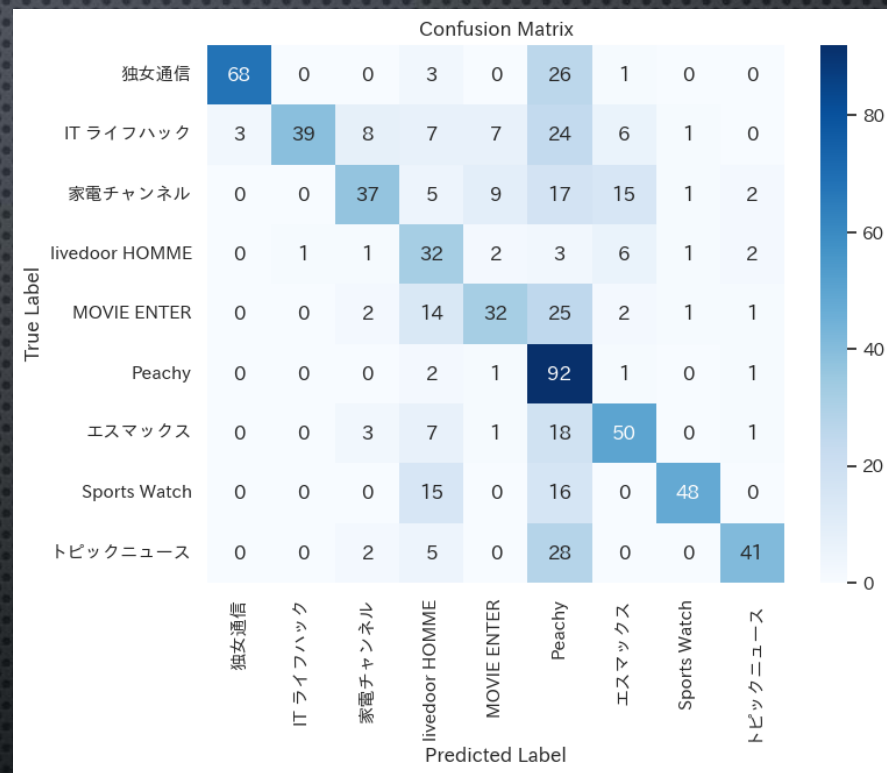 Confusion Matrix
独女通信 68 0 0 3 0 26 1 0 0
IT ライフハック 3 39 8 7 7 24 6 1 0
家電チャンネル 0 0 37 5 9 17 15 1 2
livedoor HOMME 0 1 1 32 2 3 6 1 2
MOVIE ENTER 0 0 2 14 32 25 2 1 1
Peachy 0 0 0 2 1 92 1 0 1
エスマックス 0 0 3 7 1 18 50 0 1
Sports Watch 0 0 0 15 0 16 0 48 0
トピックニュース 0 0 2 5 0 28 0 0 41
True Label
独女通信
IT ライフハック
家電チャンネル
livedoor HOMME
MOVIE ENTER
Peachy
エスマックス
Sports Watch
トピックニュース
Predicted Label
80
60
40
20
0